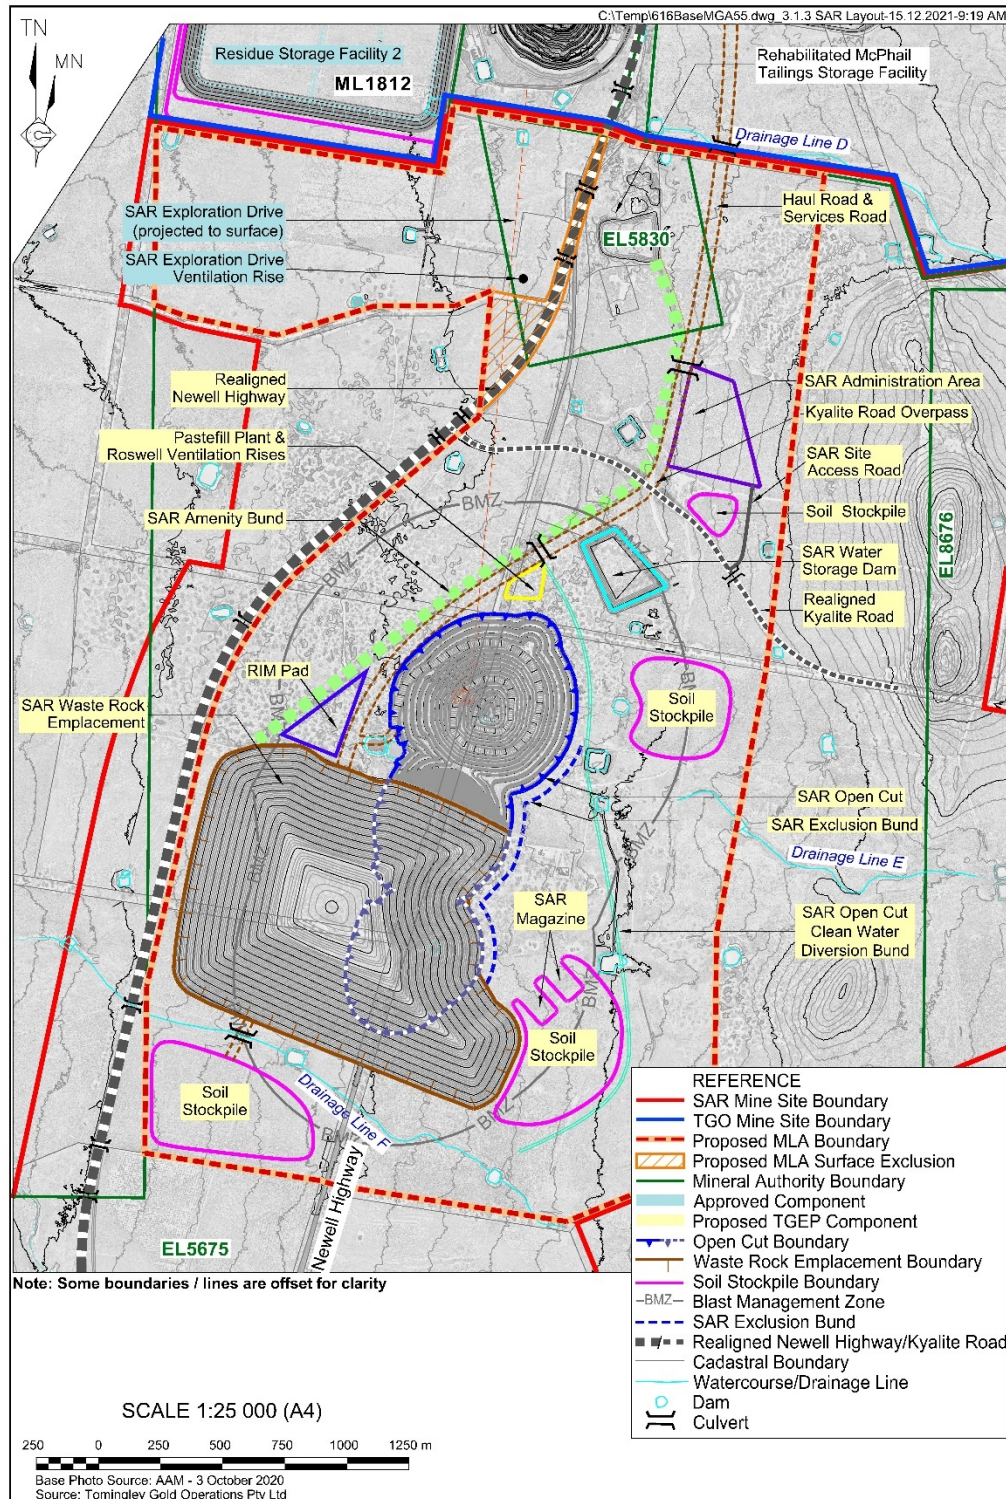 C:\Temp\616BaseMGA55.dwg_3.1.3 SAR Layout-15.12.2021-9:19 AM
TN
MN
Residue Storage Facility 2
ML1812
Rehabilitated McPhail
Tailings Storage Facility
Drainage Line D
SAR Exploration Drive
(projected to surface)
Haul Road &
Services Road
EL5830
SAR Exploration Drive
Ventilation Rise
Realigned
Newell Highway
SAR Administration Area
Kyalite Road Overpass
Pastefill Plant &
Roswell Ventilation Rises
SAR Site
Access Road
BMZ
SAR Amenity Bund
Soil Stockpile
EL8676
BMZ
BMZ
SAR Water
Storage Dam
Realigned
Kyalite Road
RIM Pad
BMZ
Soil
Stockpile
SAR Waste Rock
Emplacement
SAR Open Cut
SAR Exclusion Bund
BMZ
BMZ
Drainage Line E
SAR
Magazine
SAR Open Cut
Clean Water
Diversion Bund
BMZ
Soil
Stockpile
Soil
Stockpile
Drainage Line F
BMZ
BMZ
Newell Highway
EL5675
Note: Some boundaries / lines are offset for clarity
REFERENCE
SAR Mine Site Boundary
TGO Mine Site Boundary
Proposed MLA Boundary
Proposed MLA Surface Exclusion
Mineral Authority Boundary
Approved Component
Proposed TGEP Component
Open Cut Boundary
Waste Rock Emplacement Boundary
Soil Stockpile Boundary
-BMZ- Blast Management Zone
SAR Exclusion Bund
Realigned Newell Highway/Kyalite Road
Cadastral Boundary
Watercourse/Drainage Line
Dam
Culvert
SCALE 1:25 000 (A4)
250 0 250 500 750 1000 1250 m
Base Photo Source: AAM - 3 October 2020
Source: Tomingley Gold Operations Pty Ltd